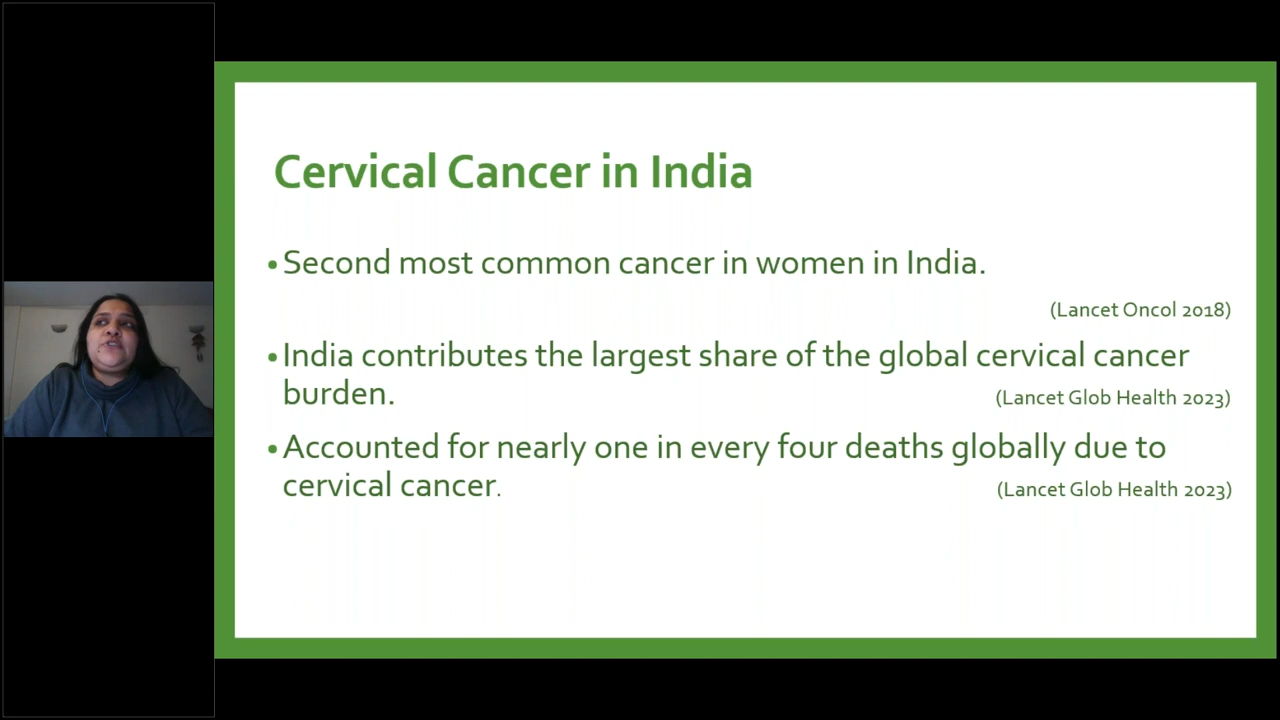 Cervical Cancer in India
• Second most common cancer in women in India.
(Lancet Oncol 2018)
• India contributes the largest share of the global cervical cancer
burden. (Lancet Glob Health 2023)
• Accounted for nearly one in every four deaths globally due to
cervical cancer. (Lancet Glob Health 2023)